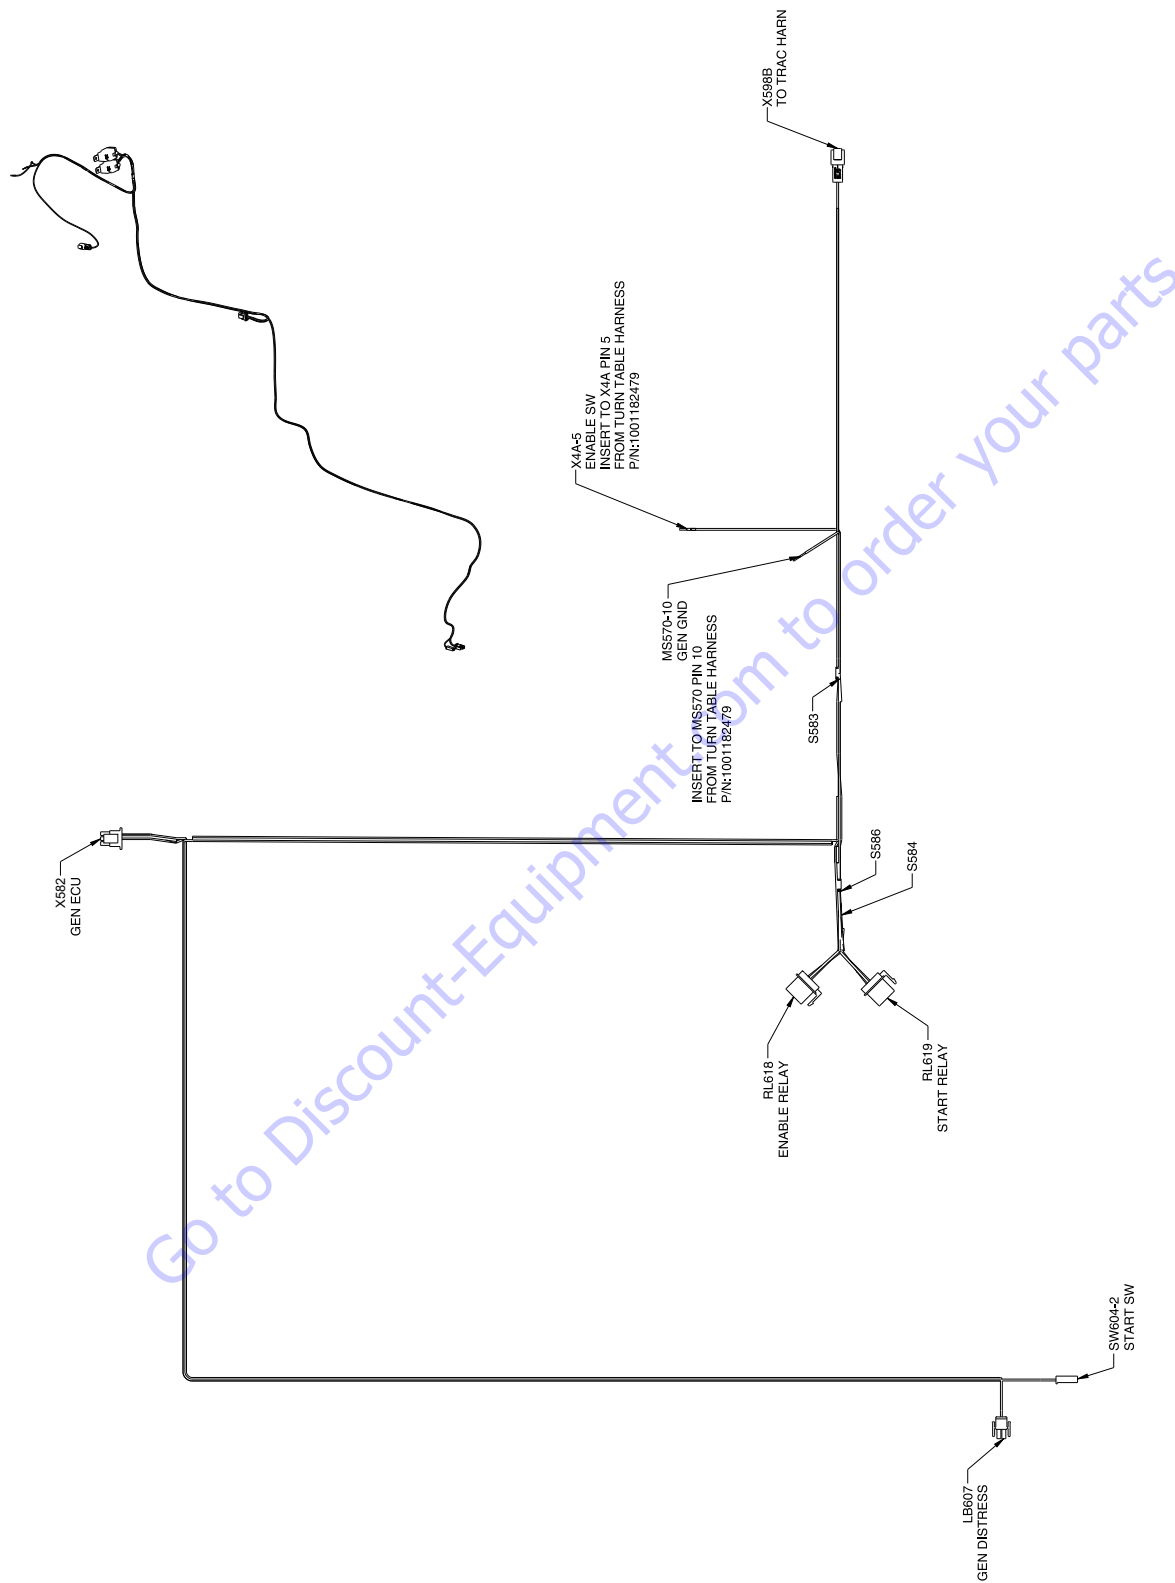 X598B
TO TRAC HARN
X4A-5
ENABLE SW
INSERT TO X4A PIN 5
FROM TURN TABLE HARNESS
P/N:1001182479
MS570-10
GEN GND
INSERT TO MS570 PIN 10
FROM TURN TABLE HARNESS
P/N:1001182479
S583
X582
GEN ECU
S586
S584
RL618
ENABLE RELAY
RL619
START RELAY
SW604-2
START SW
LB607
GEN DISTRESS
Go to Discount-Equipment.com to order your parts